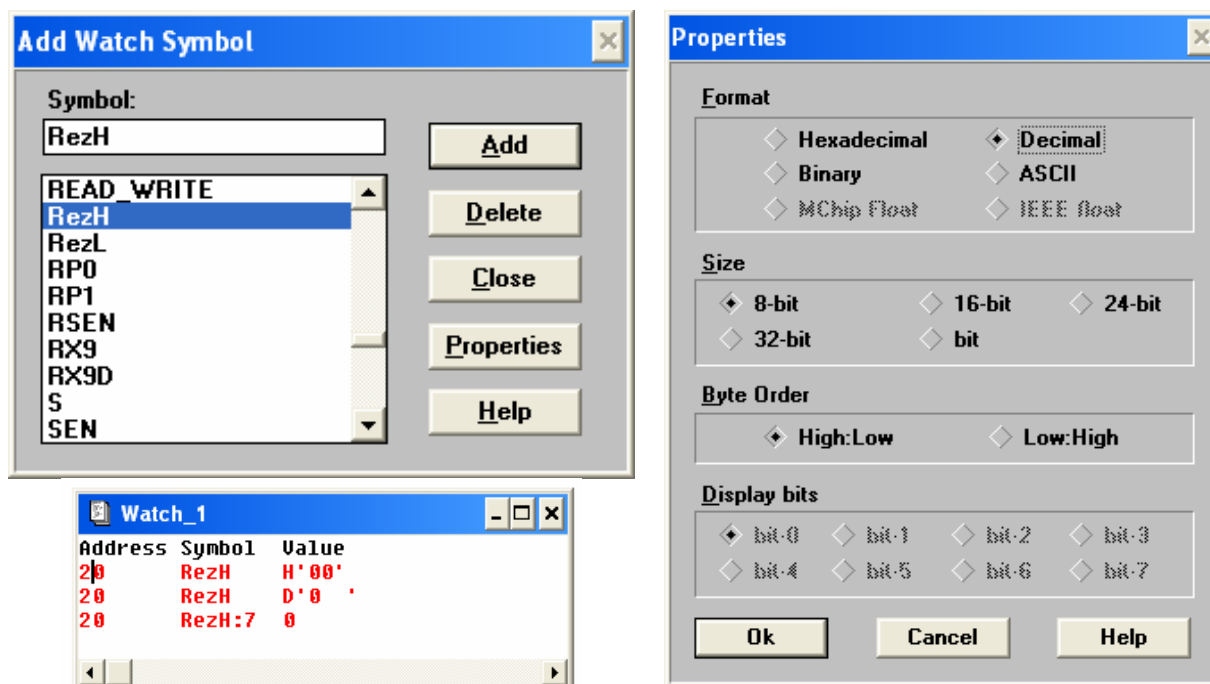 Add Watch Symbol
Symbol:
RezH
READ_WRITE
RezH
RezL
RP0
RP1
RSEN
RX9
RX9D
S
SEN
Add
Delete
Close
Properties
Help
Watch_1
Address Symbol Value
20 RezH H'00'
20 RezH D'0 '
20 RezH:7 0
Properties
Format
Hexadecimal Decimal
Binary ASCII
MChip Float IEEE float
Size
8-bit 16-bit 24-bit
32-bit bit
Byte Order
High:Low Low:High
Display bits
bit-0 bit-1 bit-2 bit-3
bit-4 bit-5 bit-6 bit-7
Ok Cancel Help